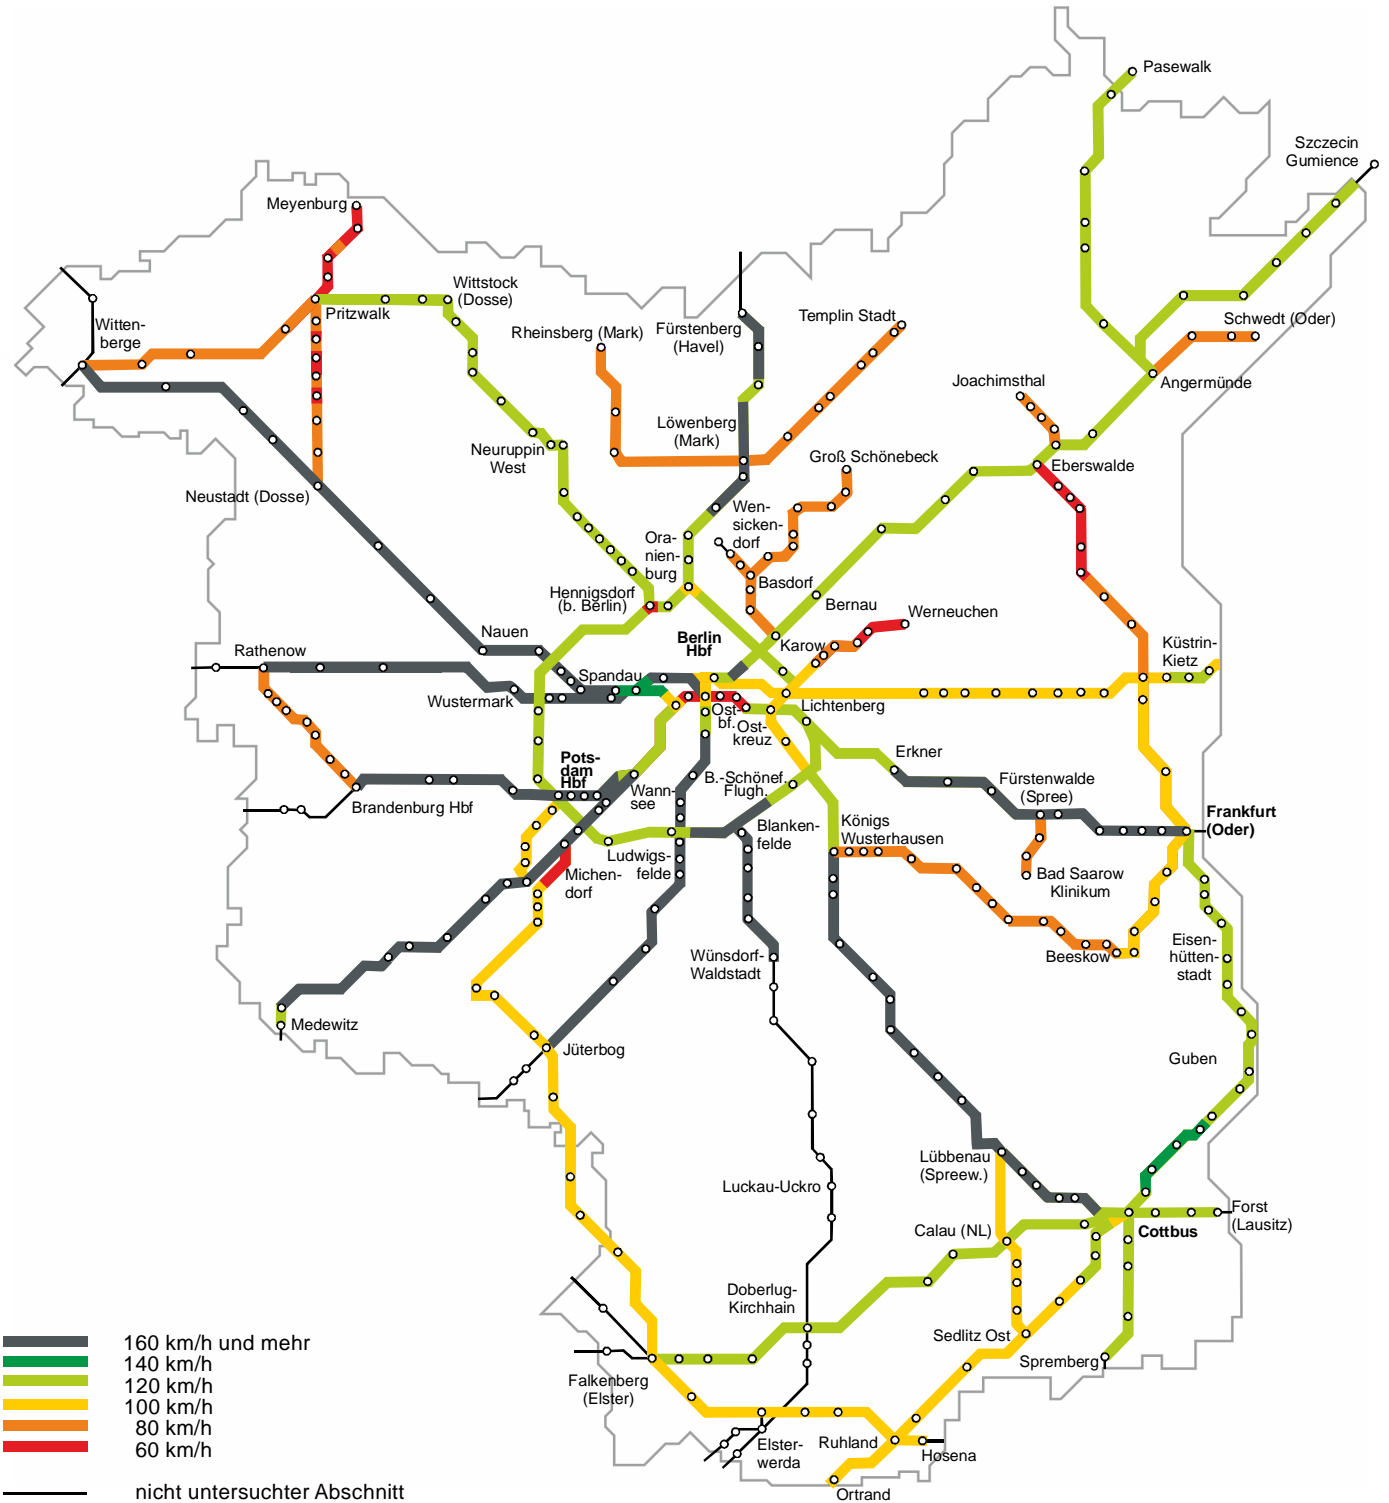 Pasewalk
Szczecin
Gumience
Meyenburg
Wittstock
(Dosse)
Pritzwalk
Witten-
berge
Rheinsberg (Mark)
Fürstenberg
(Havel)
Templin Stadt
Schwedt (Oder)
Joachimsthal
Angermünde
Löwenberg
(Mark)
Neuruppin
West
Groß Schönebeck
Eberswalde
Neustadt (Dosse)
Wen-
sicken-
dorf
Ora-
nien-
burg
Basdorf
Hennigsdorf
(b. Berlin)
Bernau
Werneuchen
Nauen
Berlin
Hbf
Karow
Küstrin-
Kietz
Rathenow
Spandau
Wustermark
Ost-
bf.
Ost-
kreuz
Lichtenberg
Erkner
Pots-
dam
Hbf
Wann-
see
B.-Schönef.
Flugh.
Fürstenwalde
(Spree)
Brandenburg Hbf
Frankfurt
(Oder)
Blanken-
felde
Königs
Wusterhausen
Ludwigs-
felde
Michen-
dorf
Bad Saarow
Klinikum
Beeskow
Eisen-
hütten-
stadt
Wünsdorf-
Waldstadt
Medewitz
Jüterbog
Guben
Lübbenau
(Spreew.)
Luckau-Uckro
Forst
(Lausitz)
Calau (NL)
Cottbus
Doberlug-
Kirchhain
Sedlitz Ost
Spremberg
Falkenberg
(Elster)
Elster-
werda
Ruhland
Hosena
Ortrand
160 km/h und mehr
140 km/h
120 km/h
100 km/h
80 km/h
60 km/h
nicht untersuchter Abschnitt